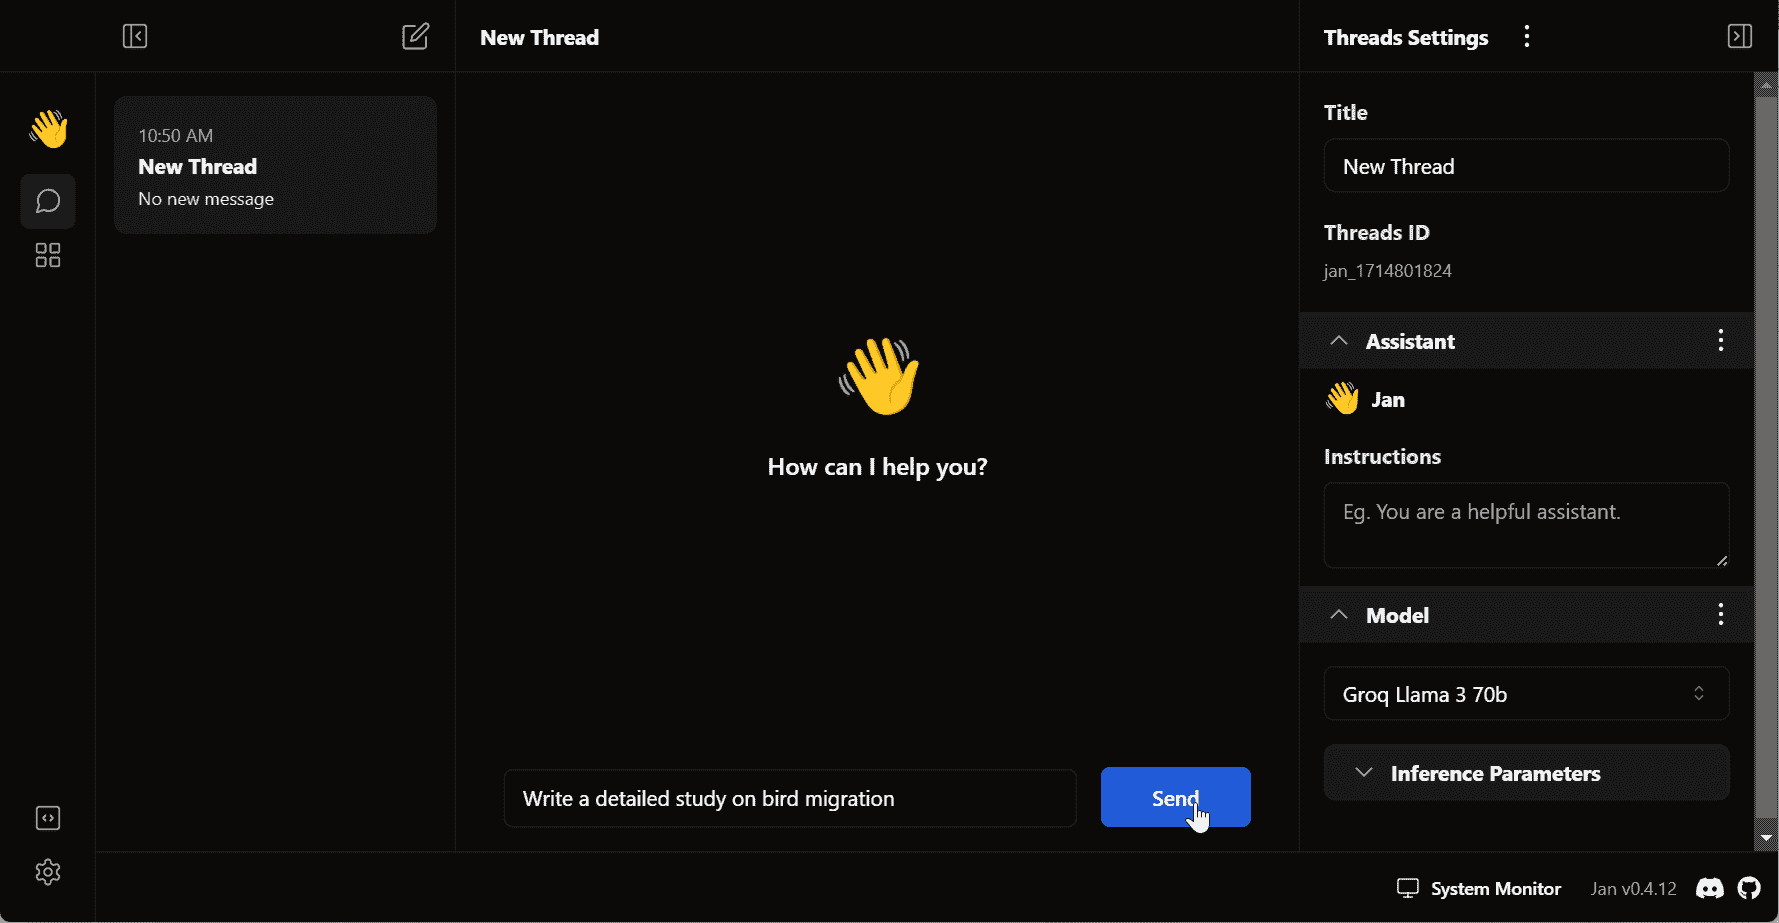 New Thread
Threads Settings
10:50 AM
New Thread
No new message
How can I help you?
Write a detailed study on bird migration
Send
Title
New Thread
Threads ID
jan_1714801824
Assistant
Jan
Instructions
Eg. You are a helpful assistant.
Model
Groq Llama 3 70b
Inference Parameters
System Monitor
Jan v0.4.12